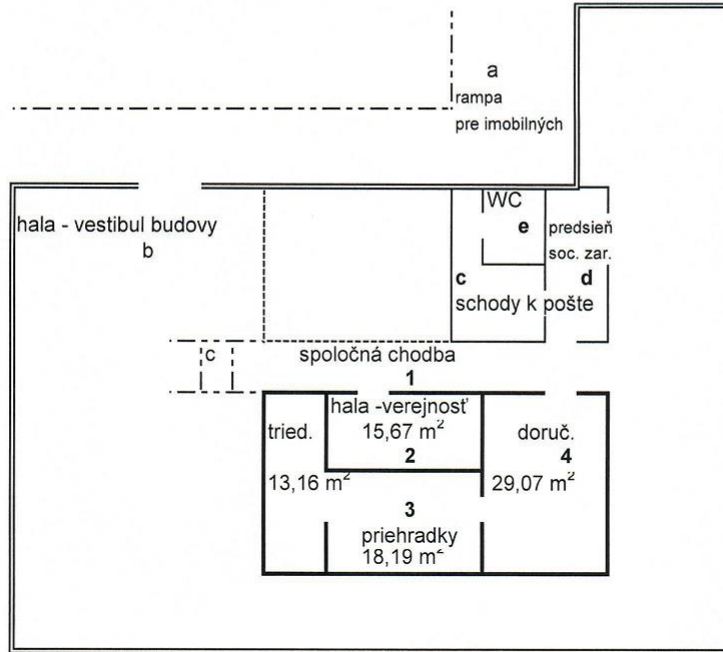 a
rampa
pre imobilných
hala - vestibul budovy
b
WC
e
predsieň
soc. zar.
c
d
schody k pošte
c
spoločná chodba
1
hala -verejnosť
15,67 m²
2
tried.
13,16 m²
doruč.
4
29,07 m²
3
priehradky
18,19 m²